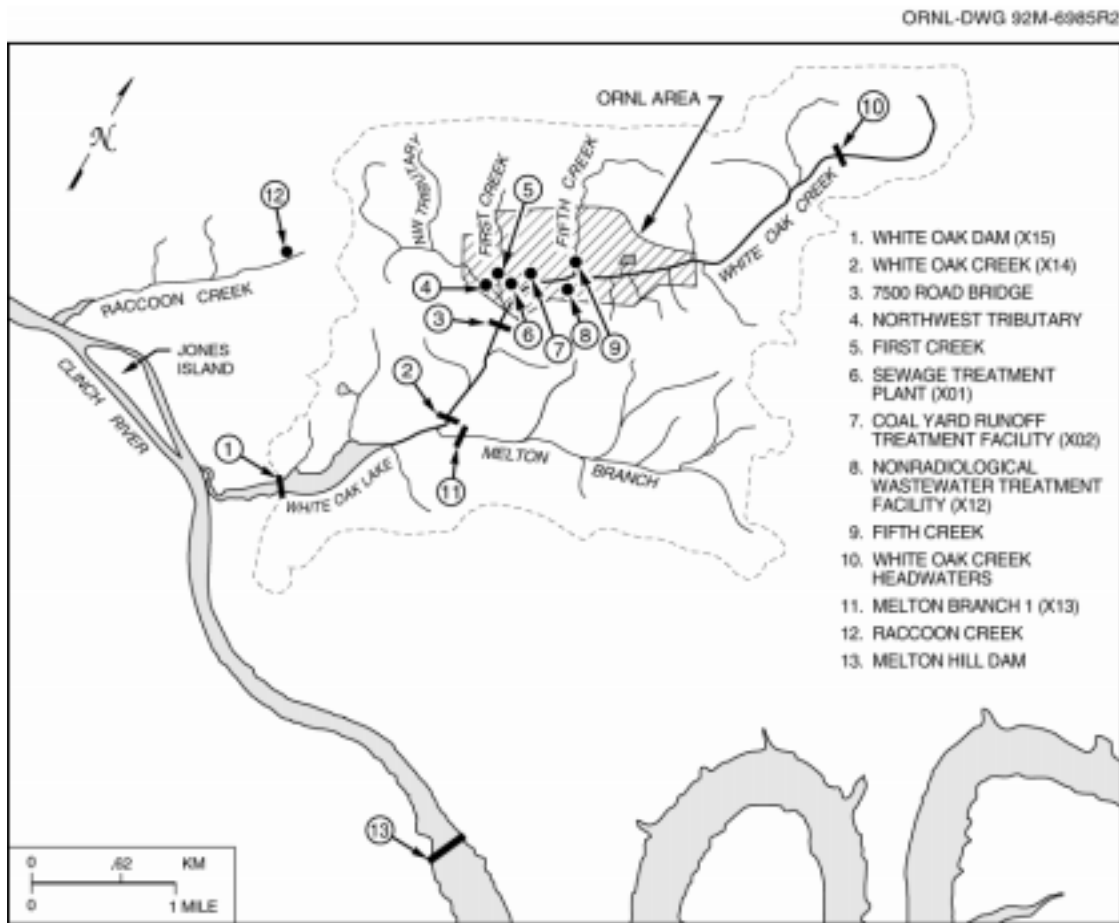 ORNL-DWG 92M-6985R2
N
ORNL AREA
10
NW TRIBUTARY
FIRST CREEK
5
FIFTH CREEK
WHITE OAK CREEK
12
RACCOON CREEK
4
3
6
7
8
9
JONES
ISLAND
CLINCH RIVER
2
1
WHITE OAK LAKE
11
MELTON BRANCH
13
1. WHITE OAK DAM (X15)
2. WHITE OAK CREEK (X14)
3. 7500 ROAD BRIDGE
4. NORTHWEST TRIBUTARY
5. FIRST CREEK
6. SEWAGE TREATMENT
PLANT (X01)
7. COAL YARD RUNOFF
TREATMENT FACILITY (X02)
8. NONRADIOLOGICAL
WASTEWATER TREATMENT
FACILITY (X12)
9. FIFTH CREEK
10. WHITE OAK CREEK
HEADWATERS
11. MELTON BRANCH 1 (X13)
12. RACCOON CREEK
13. MELTON HILL DAM
0 .62 KM
0 1 MILE